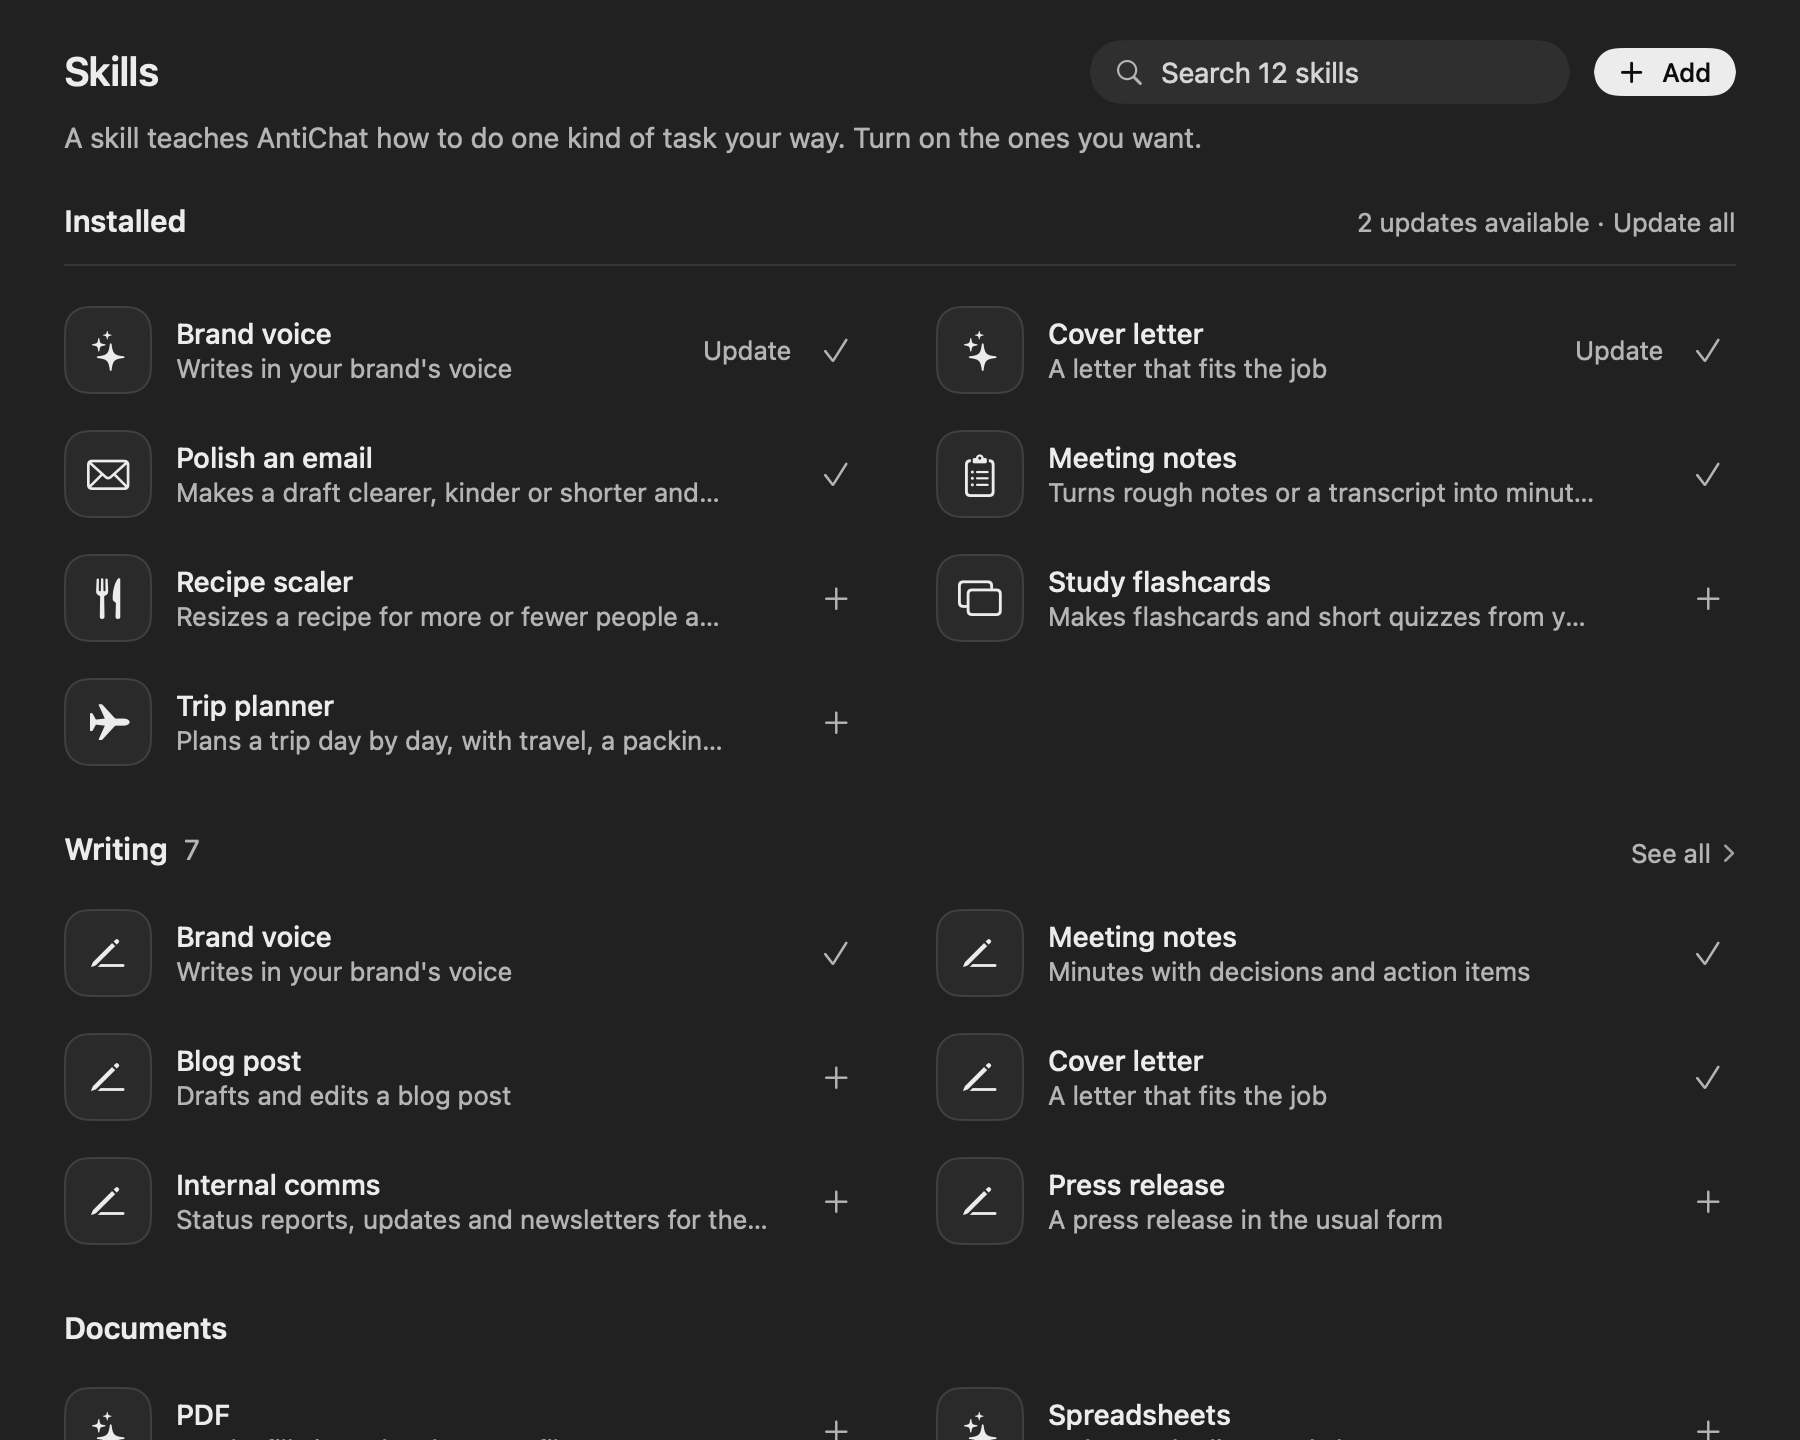 Skills
Search 12 skills
Add
A skill teaches AntiChat how to do one kind of task your way. Turn on the ones you want.
Installed
2 updates available · Update all
Brand voice
Writes in your brand's voice
Update
Cover letter
A letter that fits the job
Update
Polish an email
Makes a draft clearer, kinder or shorter and...
Meeting notes
Turns rough notes or a transcript into minut...
Recipe scaler
Resizes a recipe for more or fewer people a...
Study flashcards
Makes flashcards and short quizzes from y...
Trip planner
Plans a trip day by day, with travel, a packin...
Writing 7
See all
Brand voice
Writes in your brand's voice
Meeting notes
Minutes with decisions and action items
Blog post
Drafts and edits a blog post
Cover letter
A letter that fits the job
Internal comms
Status reports, updates and newsletters for the...
Press release
A press release in the usual form
Documents
PDF
Spreadsheets